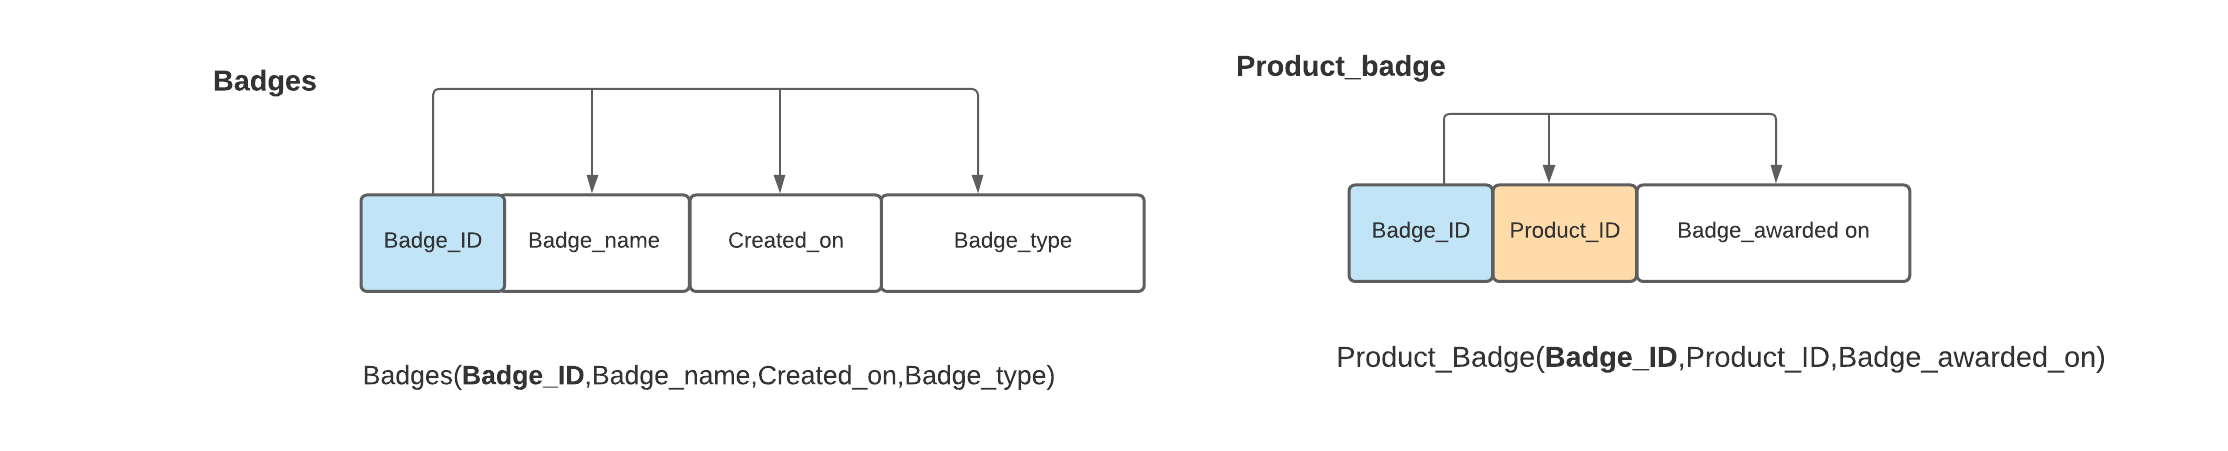 Badges
Badge_ID
Badge_name
Created_on
Badge_type
Badges(Badge_ID,Badge_name,Created_on,Badge_type)
Product_badge
Badge_ID
Product_ID
Badge_awarded on
Product_Badge(Badge_ID,Product_ID,Badge_awarded_on)